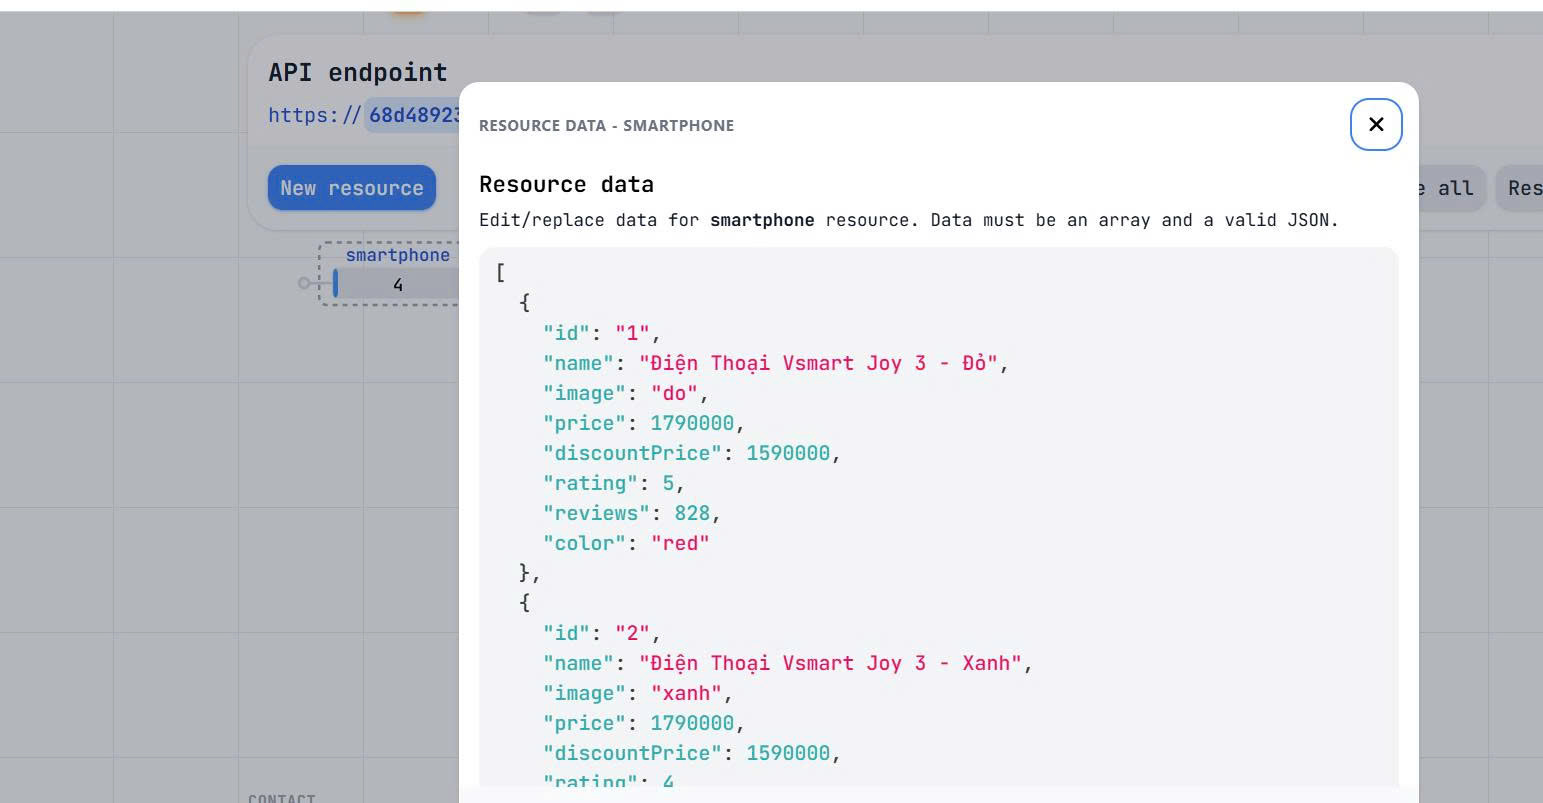 API endpoint
https://68d48923
RESOURCE DATA - SMARTPHONE
New resource
e all
Res
Resource data
Edit/replace data for smartphone resource. Data must be an array and a valid JSON.
smartphone
4
[
{
"id": "1",
"name": "Điện Thoại Vsmart Joy 3 - Đỏ",
"image": "do",
"price": 1790000,
"discountPrice": 1590000,
"rating": 5,
"reviews": 828,
"color": "red"
},
{
"id": "2",
"name": "Điện Thoại Vsmart Joy 3 - Xanh",
"image": "xanh",
"price": 1790000,
"discountPrice": 1590000,
"rating": 4
CONTACT